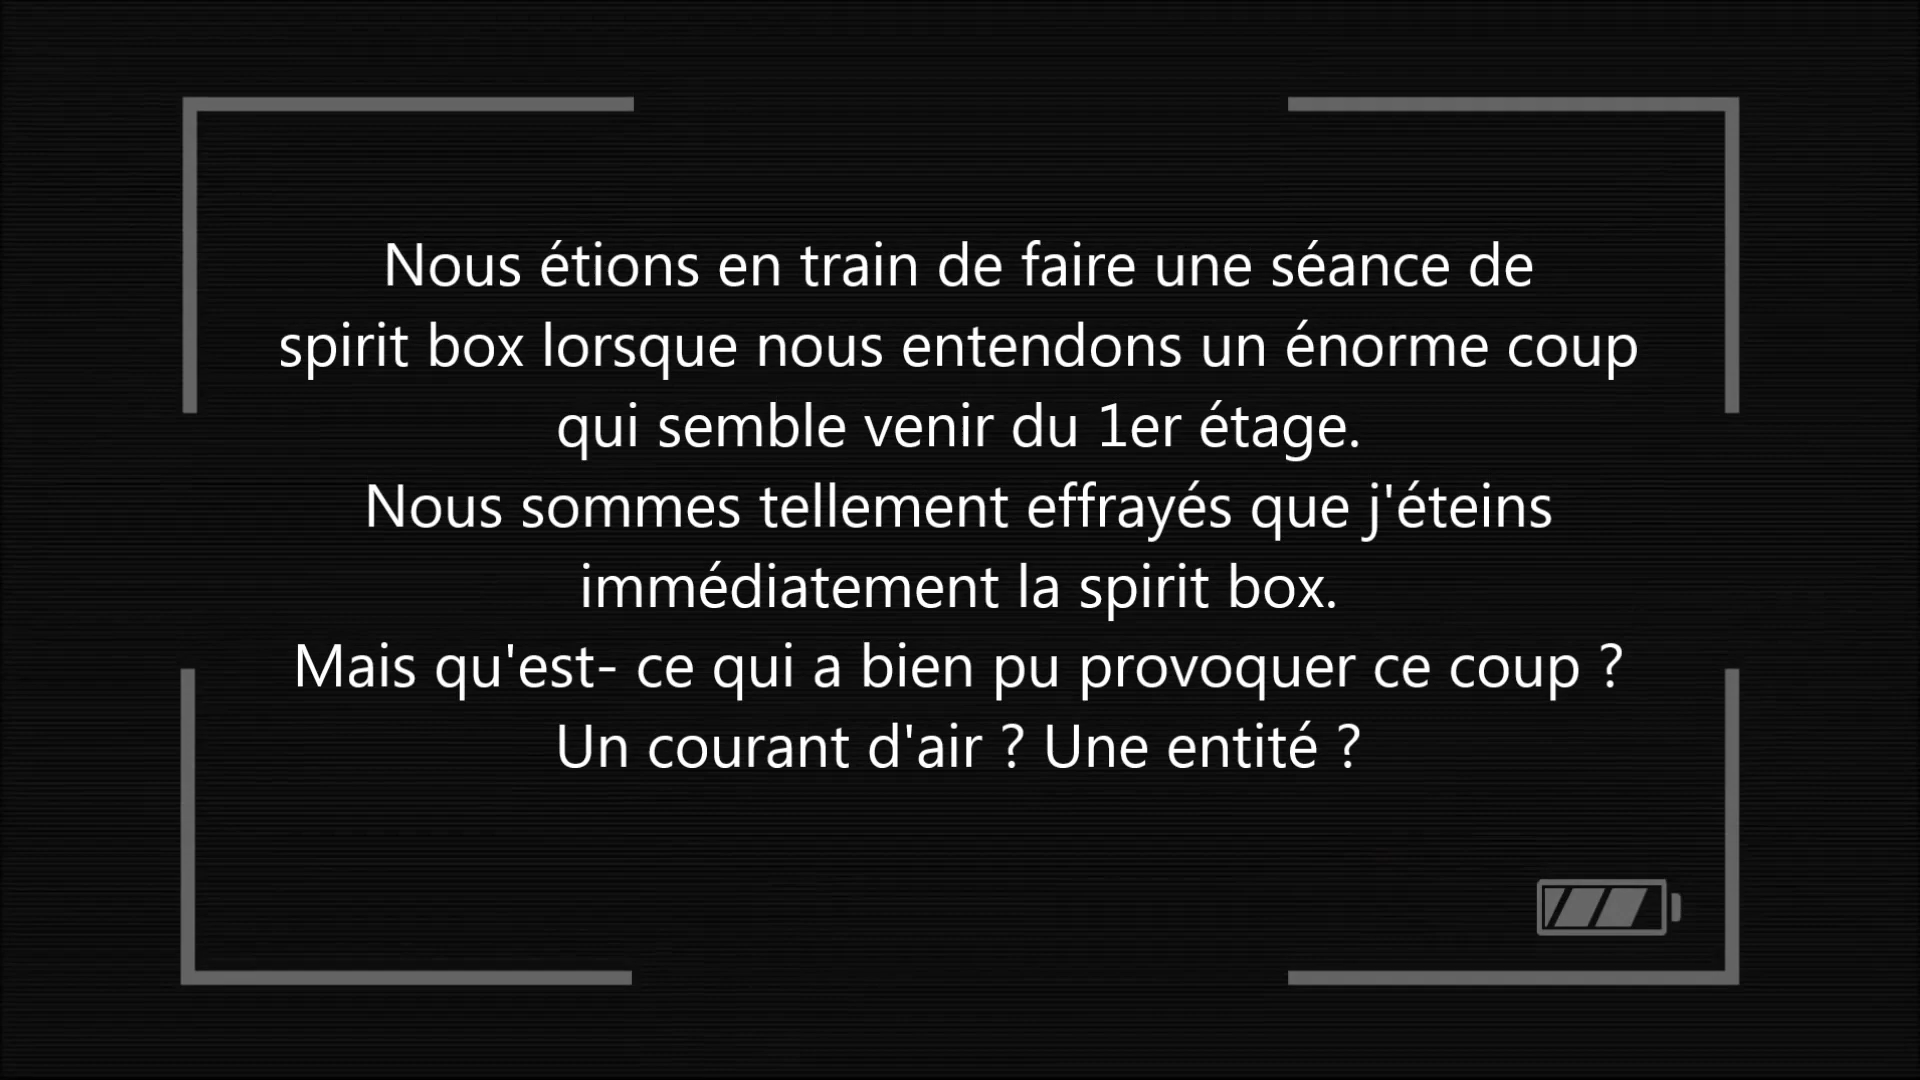 Nous étions en train de faire une séance de
spirit box lorsque nous entendons un énorme coup
qui semble venir du 1er étage.
Nous sommes tellement effrayés que j'éteins
immédiatement la spirit box.
Mais qu'est- ce qui a bien pu provoquer ce coup ?
Un courant d'air ? Une entité ?